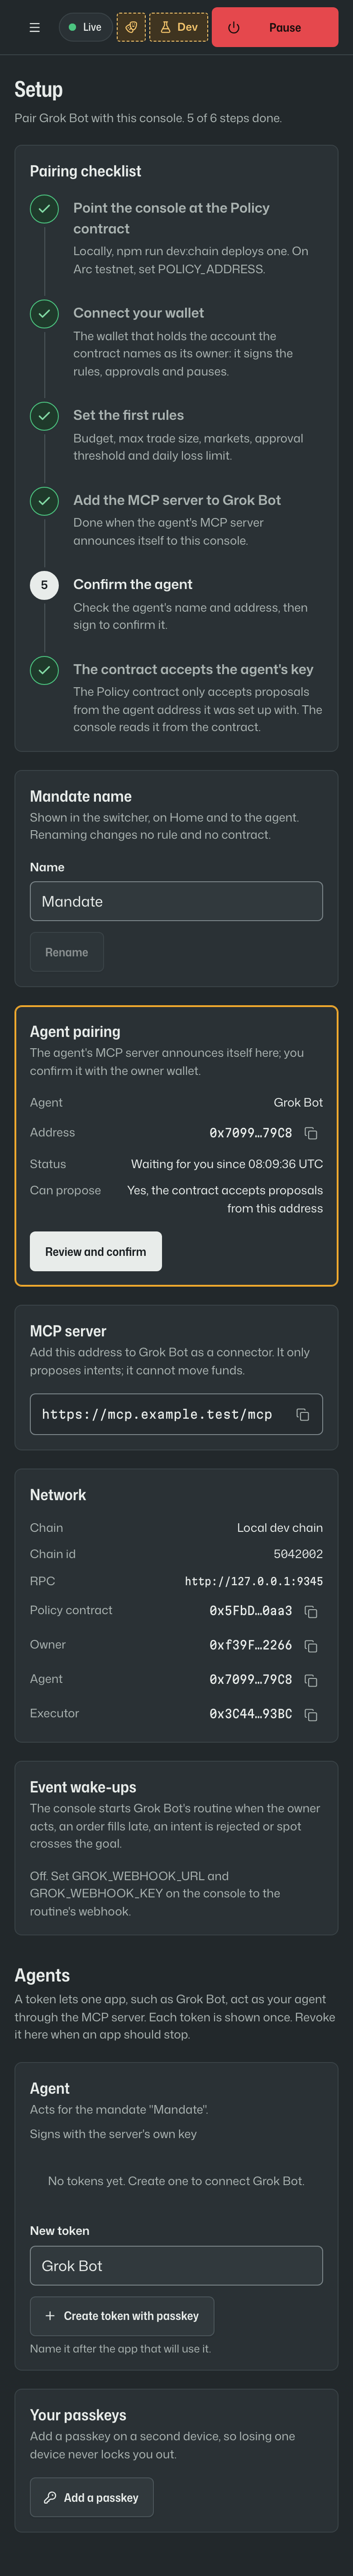 Live
Dev
Pause
Setup
Pair Grok Bot with this console. 5 of 6 steps done.
Pairing checklist
Point the console at the Policy
contract
Locally, npm run dev:chain deploys one. On
Arc testnet, set POLICY_ADDRESS.
Connect your wallet
The wallet that holds the account the
contract names as its owner: it signs the
rules, approvals and pauses.
Set the first rules
Budget, max trade size, markets, approval
threshold and daily loss limit.
Add the MCP server to Grok Bot
Done when the agent's MCP server
announces itself to this console.
5
Confirm the agent
Check the agent's name and address, then
sign to confirm it.
The contract accepts the agent's key
The Policy contract only accepts proposals
from the agent address it was set up with. The
console reads it from the contract.
Mandate name
Shown in the switcher, on Home and to the agent.
Renaming changes no rule and no contract.
Name
Mandate
Rename
Agent pairing
The agent's MCP server announces itself here; you
confirm it with the owner wallet.
Agent Grok Bot
Address 0x7099…79C8
Status Waiting for you since 08:09:36 UTC
Can propose Yes, the contract accepts proposals
from this address
Review and confirm
MCP server
Add this address to Grok Bot as a connector. It only
proposes intents; it cannot move funds.
https://mcp.example.test/mcp
Network
Chain Local dev chain
Chain id 5042002
RPC http://127.0.0.1:9345
Policy contract 0x5FbD…0aa3
Owner 0xf39F…2266
Agent 0x7099…79C8
Executor 0x3C44…93BC
Event wake-ups
The console starts Grok Bot's routine when the owner
acts, an order fills late, an intent is rejected or spot
crosses the goal.
Off. Set GROK_WEBHOOK_URL and
GROK_WEBHOOK_KEY on the console to the
routine's webhook.
Agents
A token lets one app, such as Grok Bot, act as your agent
through the MCP server. Each token is shown once. Revoke
it here when an app should stop.
Agent
Acts for the mandate "Mandate".
Signs with the server's own key
No tokens yet. Create one to connect Grok Bot.
New token
Grok Bot
Create token with passkey
Name it after the app that will use it.
Your passkeys
Add a passkey on a second device, so losing one
device never locks you out.
Add a passkey